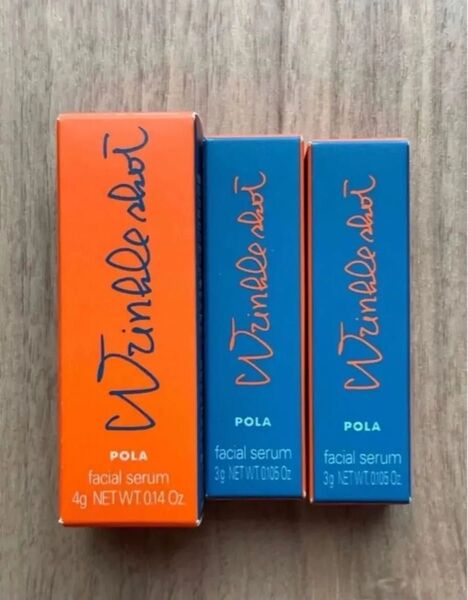 Wrinkle shot
POLA
facial serum
4g NET WT. 0.14 Oz.
Wrinkle shot
POLA
facial serum
3g NET WT. 0.105 Oz
Wrinkle shot
POLA
facial serum
3g NET WT. 0.105 Oz